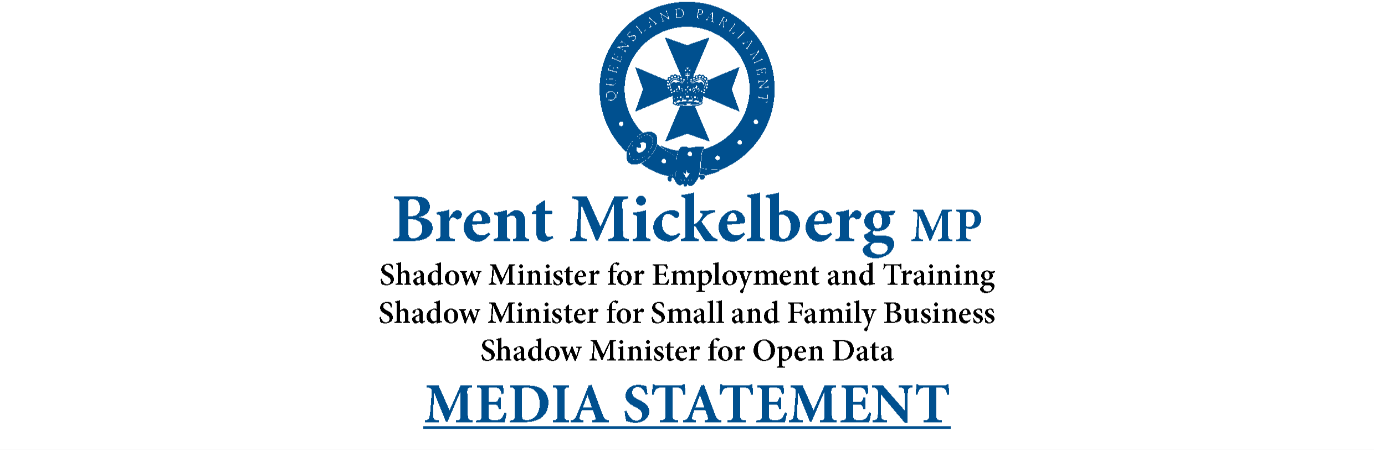 QUEENSLAND PARLIAMENT
Brent Mickelberg MP
Shadow Minister for Employment and Training
Shadow Minister for Small and Family Business
Shadow Minister for Open Data
MEDIA STATEMENT